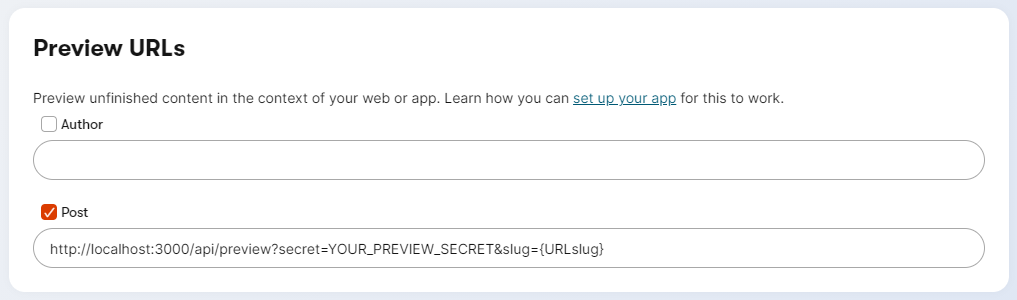 Preview URLs
Preview unfinished content in the context of your web or app. Learn how you can set up your app for this to work.
Author
Post
http://localhost:3000/api/preview?secret=YOUR_PREVIEW_SECRET&slug={URLslug}